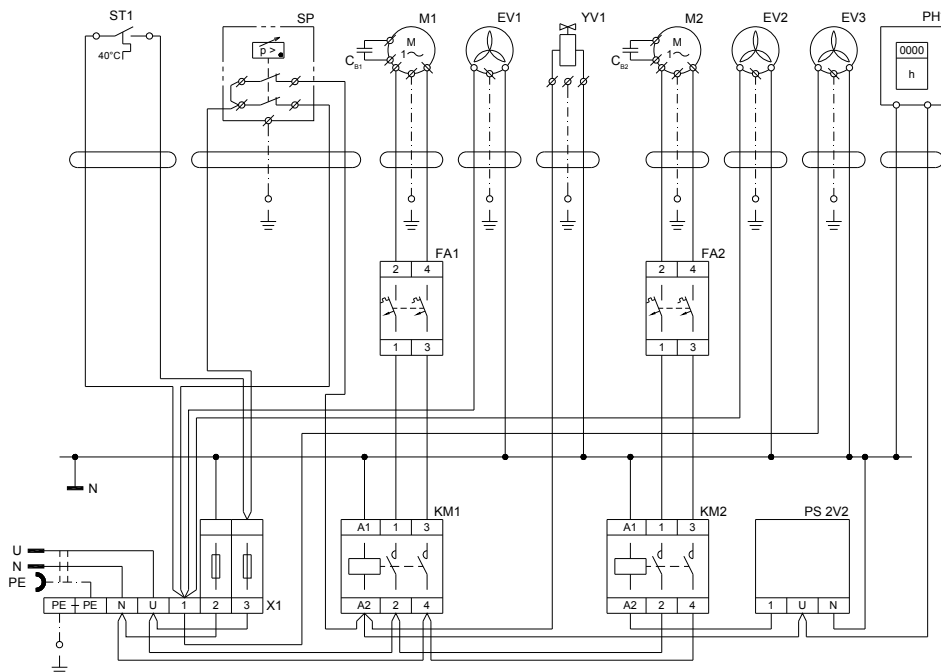 ST1 SP M1 EV1 YV1 M2 EV2 EV3 PH
40°C
p >
C B1
M
1~
C B2
M
1~
0000
h
FA1 FA2
2 4 2 4
1 3 1 3
N
KM1 KM2 PS 2V2
A1 1 3 A1 1 3
U
N
PE
PE PE N U 1 2 3 X1 A2 2 4 A2 2 4 1 U N